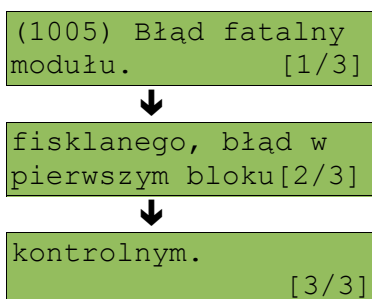 (1005) Błąd fatalny
modułu. [1/3]
fisklanego, błąd w
pierwszym bloku[2/3]
kontrolnym.
[3/3]